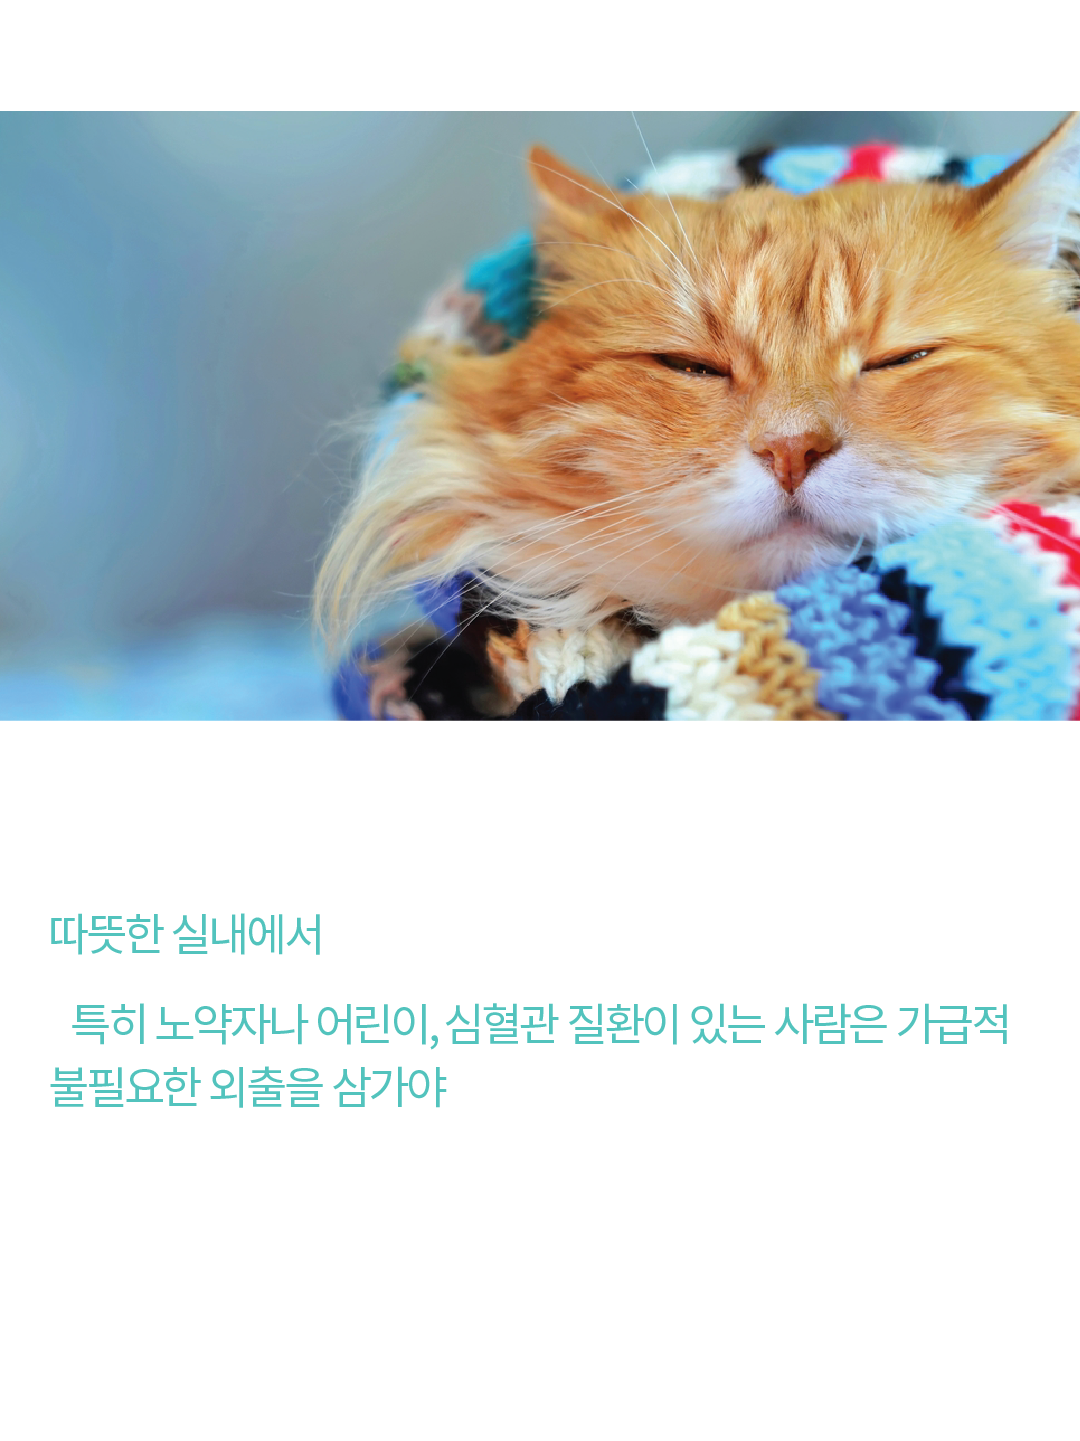 따뜻한 실내에서
특히 노약자나 어린이, 심혈관 질환이 있는 사람은 가급적
불필요한 외출을 삼가야